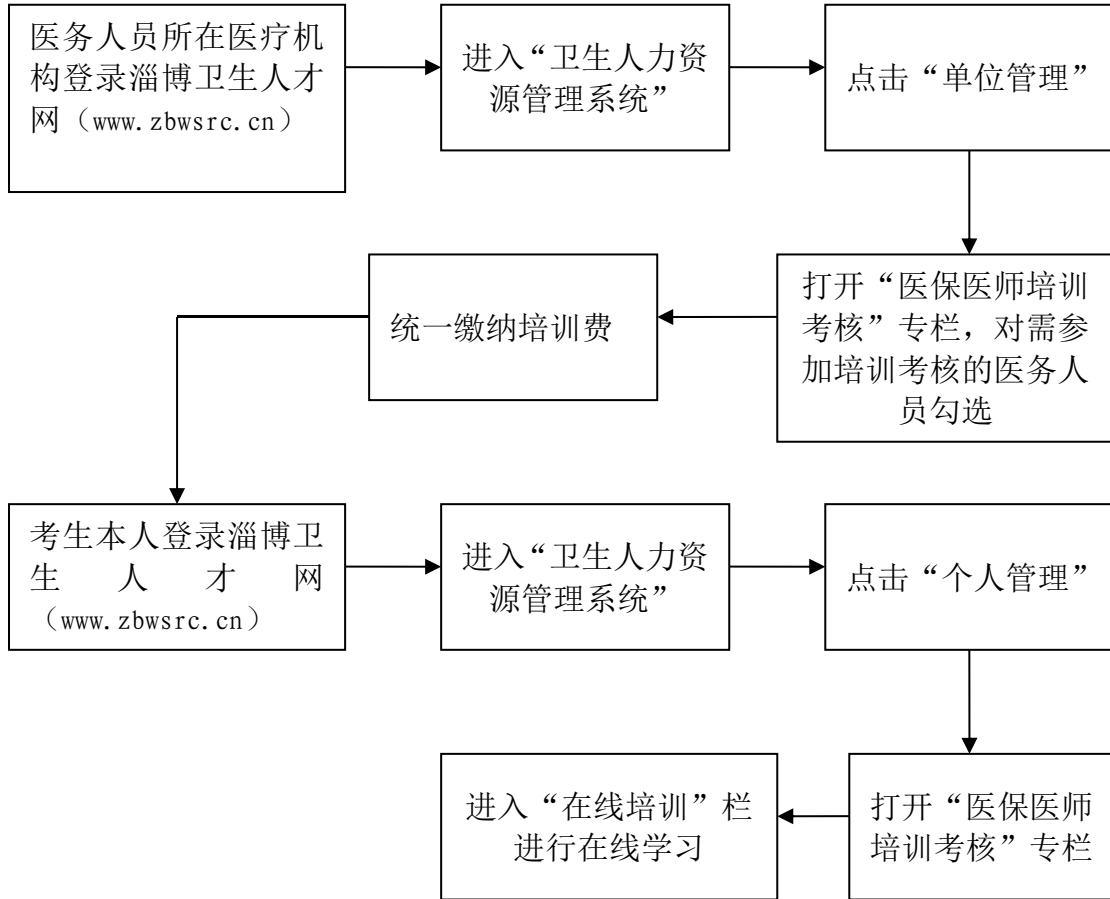 医务人员所在医疗机
构登录淄博卫生人才
网（www.zbwsrc.cn）
进入“卫生人力资
源管理系统”
点击“单位管理”
打开“医保医师培训
考核”专栏，对需参
加培训考核的医务人
员勾选
统一缴纳培训费
考生本人登录淄博卫
生人才网
（www.zbwsrc.cn）
进入“卫生人力资
源管理系统”
点击“个人管理”
打开“医保医师
培训考核”专栏
进入“在线培训”栏
进行在线学习